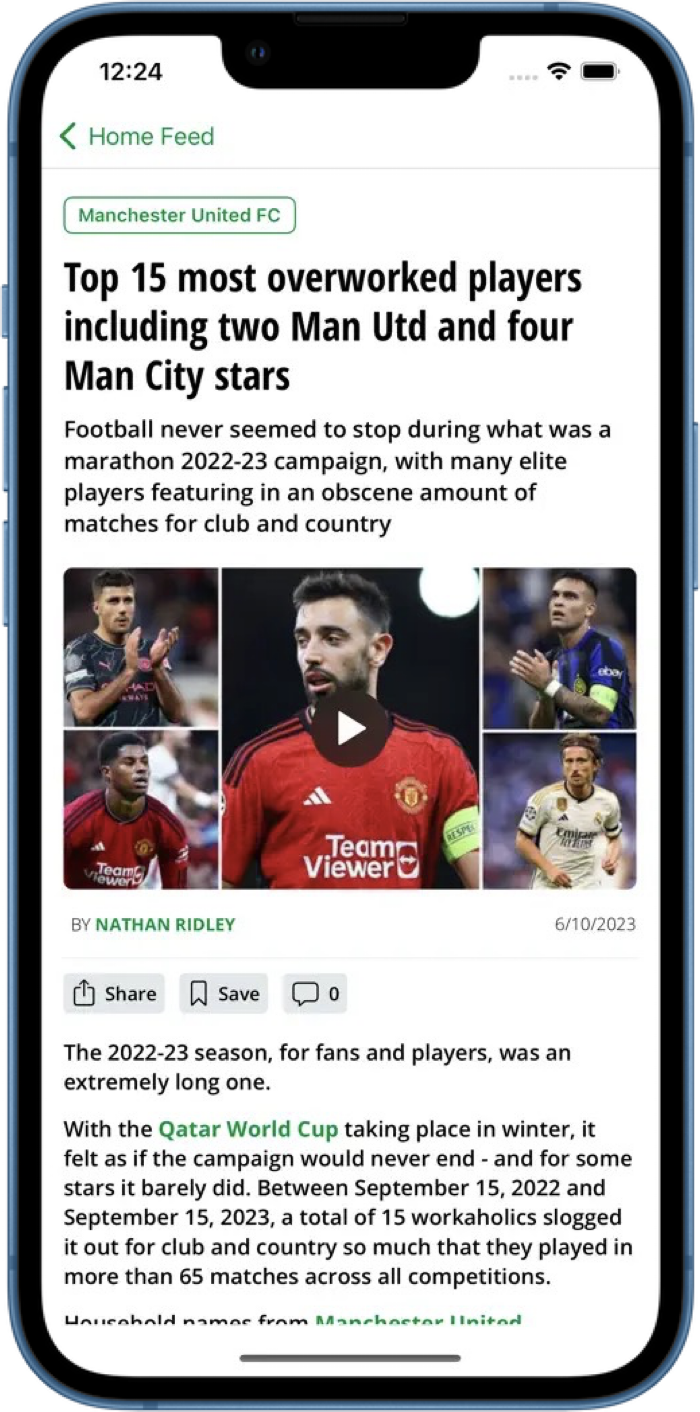 12:24
Home Feed
Manchester United FC
Top 15 most overworked players
including two Man Utd and four
Man City stars
Football never seemed to stop during what was a
marathon 2022-23 campaign, with many elite
players featuring in an obscene amount of
matches for club and country
ebay
RESPEC
Team
Viewer
Team
Viewer
BY NATHAN RIDLEY
6/10/2023
Share
Save
0
The 2022-23 season, for fans and players, was an
extremely long one.
With the Qatar World Cup taking place in winter, it
felt as if the campaign would never end - and for some
stars it barely did. Between September 15, 2022 and
September 15, 2023, a total of 15 workaholics slogged
it out for club and country so much that they played in
more than 65 matches across all competitions.
Household names from Manchester United